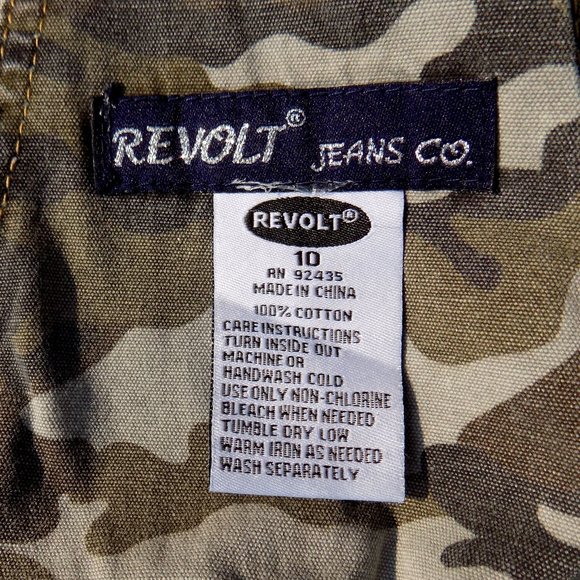 REVOLT® JEANS CO.
REVOLT®
10
RN 92435
MADE IN CHINA
100% COTTON
CARE INSTRUCTIONS
TURN INSIDE OUT
MACHINE OR
HANDWASH COLD
USE ONLY NON-CHLORINE
BLEACH WHEN NEEDED
TUMBLE DRY LOW
WARM IRON AS NEEDED
WASH SEPARATELY